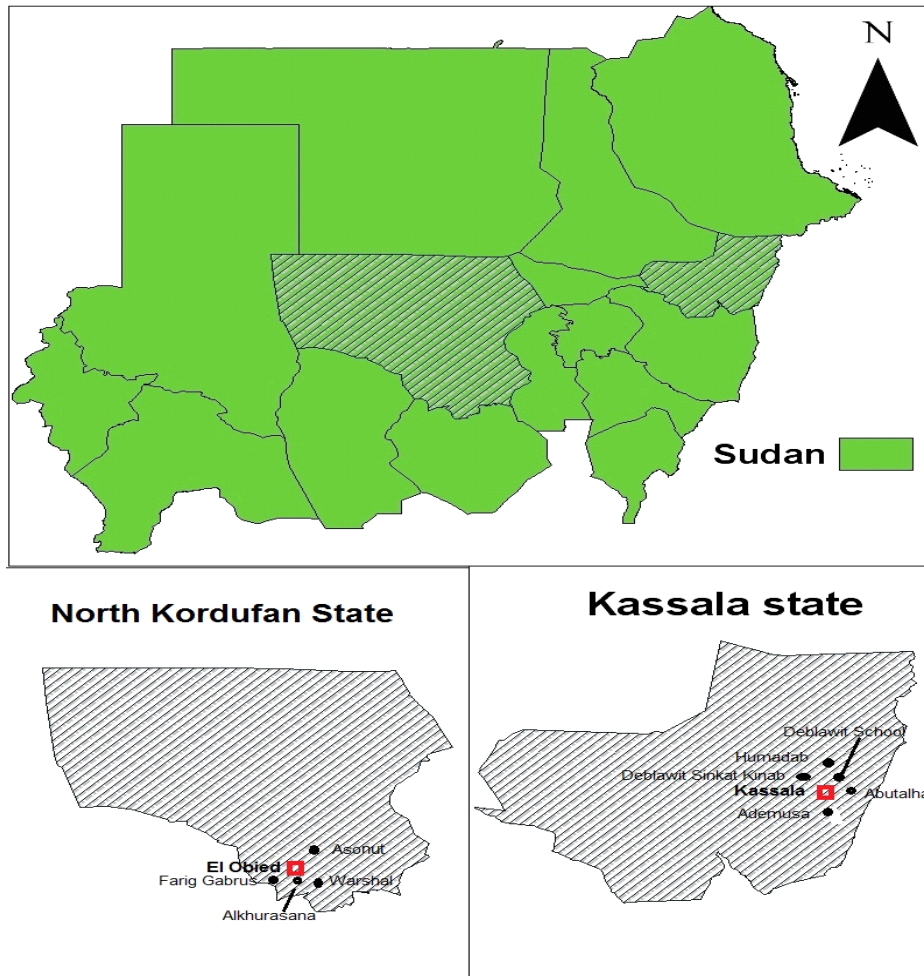 N
Sudan
North Kordufan State
Asonut
El Obied
Farig Gabrus
Warshal
Alkhurasana
Kassala state
Deblawit School
Humadab
Deblawit Sinkat Kinab
Kassala
Abutalha
Ademusa